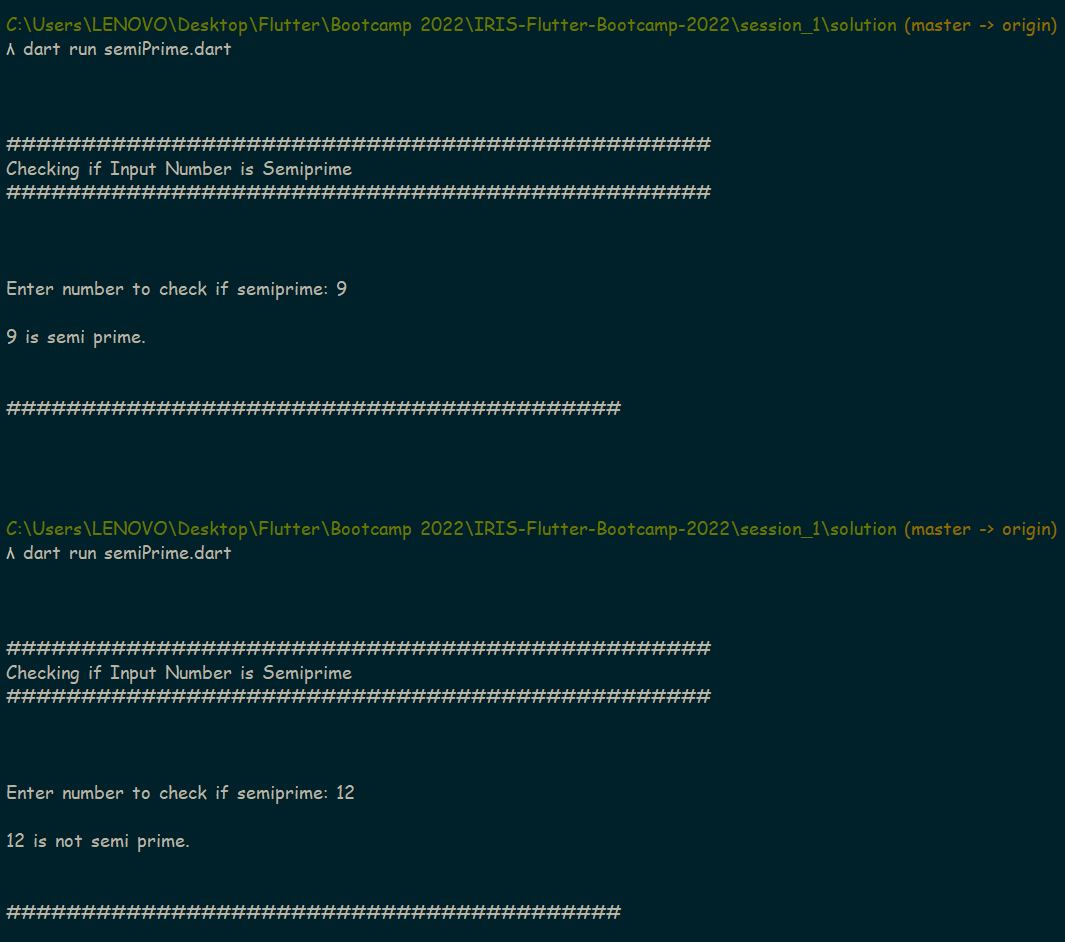 C:\Users\LENOVO\Desktop\Flutter\Bootcamp 2022\IRIS-Flutter-Bootcamp-2022\session_1\solution (master -> origin)
λ dart run semiPrime.dart
###############################################
Checking if Input Number is Semiprime
###############################################
Enter number to check if semiprime: 9
9 is semi prime.
#########################################
C:\Users\LENOVO\Desktop\Flutter\Bootcamp 2022\IRIS-Flutter-Bootcamp-2022\session_1\solution (master -> origin)
λ dart run semiPrime.dart
###############################################
Checking if Input Number is Semiprime
###############################################
Enter number to check if semiprime: 12
12 is not semi prime.
#########################################